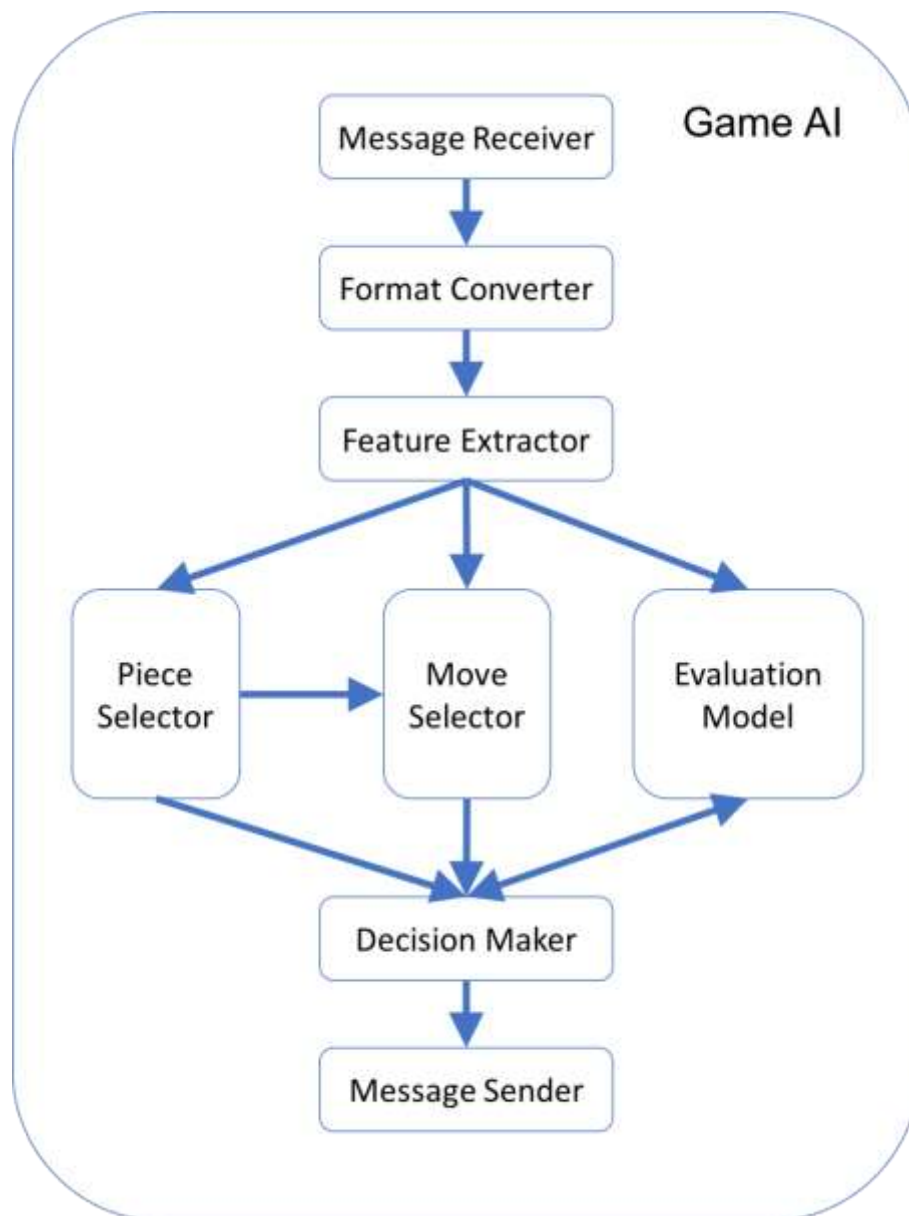 Game AI
Message Receiver
Format Converter
Feature Extractor
Piece
Selector
Move
Selector
Evaluation
Model
Decision Maker
Message Sender